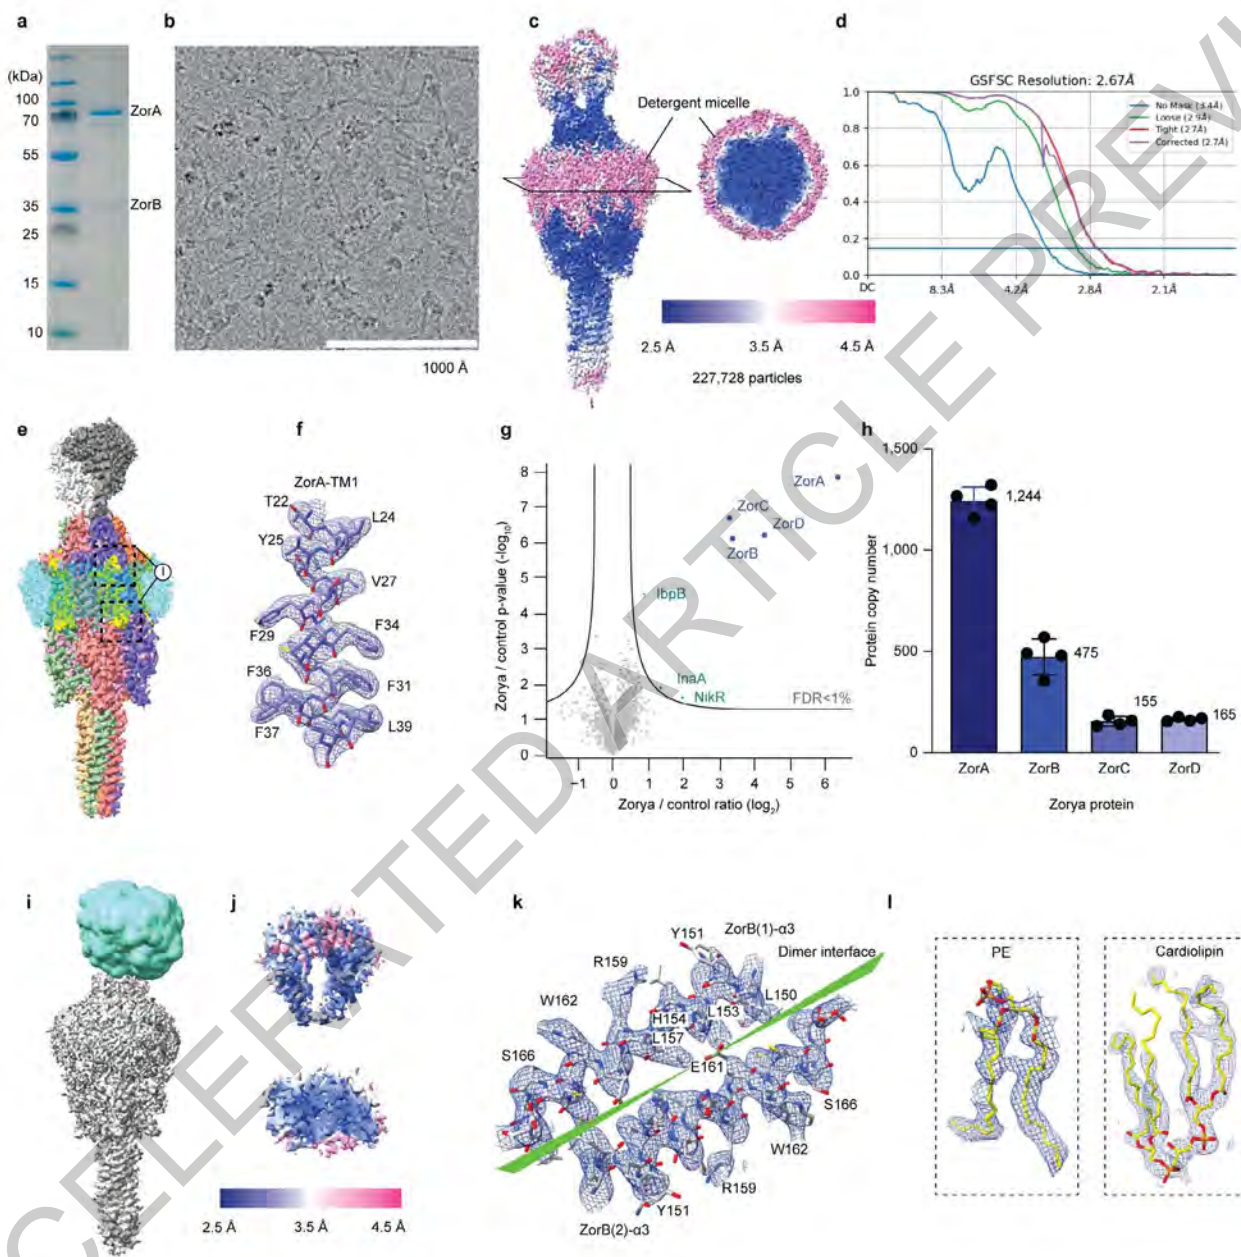 a
b
c
d
(kDa)
100
70
55
35
25
15
10
ZorA
ZorB
1000 Å
Detergent micelle
2.5 Å
3.5 Å
4.5 Å
227,728 particles
GSFSC Resolution: 2.67Å
No Mask (3.4Å)
Loose (2.9Å)
Tight (2.7Å)
Corrected (2.7Å)
1.0
0.8
0.6
0.4
0.2
0.0
DC
8.3Å
4.2Å
2.8Å
2.1Å
e
f
g
h
ZorA-TM1
T22
L24
Y25
V27
F29
F34
F36
F31
F37
L39
Zorya / control p-value (-log10)
8
7
6
5
4
3
2
1
0
ZorA
ZorC
ZorD
ZorB
IbpB
InaA
NikR
FDR<1%
−1 0 1 2 3 4 5 6
Zorya / control ratio (log2)
Protein copy number
1,500
1,000
500
0
1,244
475
155
165
ZorA ZorB ZorC ZorD
Zorya protein
i
j
k
l
2.5 Å
3.5 Å
4.5 Å
Y151
ZorB(1)-α3
Dimer interface
R159
W162
L150
H154
L153
L157
S166
E161
S166
W162
R159
Y151
ZorB(2)-α3
PE
Cardiolipin
CELERATED ARTICLE PREVI